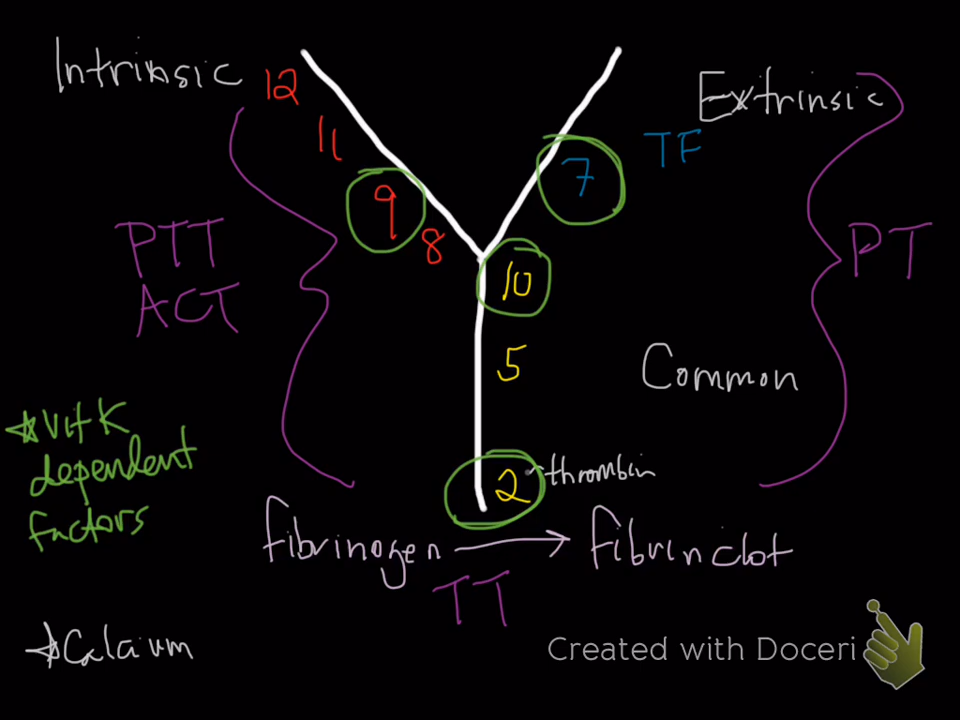 Intrinsic
Extrinsic
12
11
TF
7
9
8
PTT
PT
ACT
10
5
Common
*Vit K
dependent
factors
2
thrombin
fibrinogen → fibrin clot
TT
*Calcium
Created with Doceri